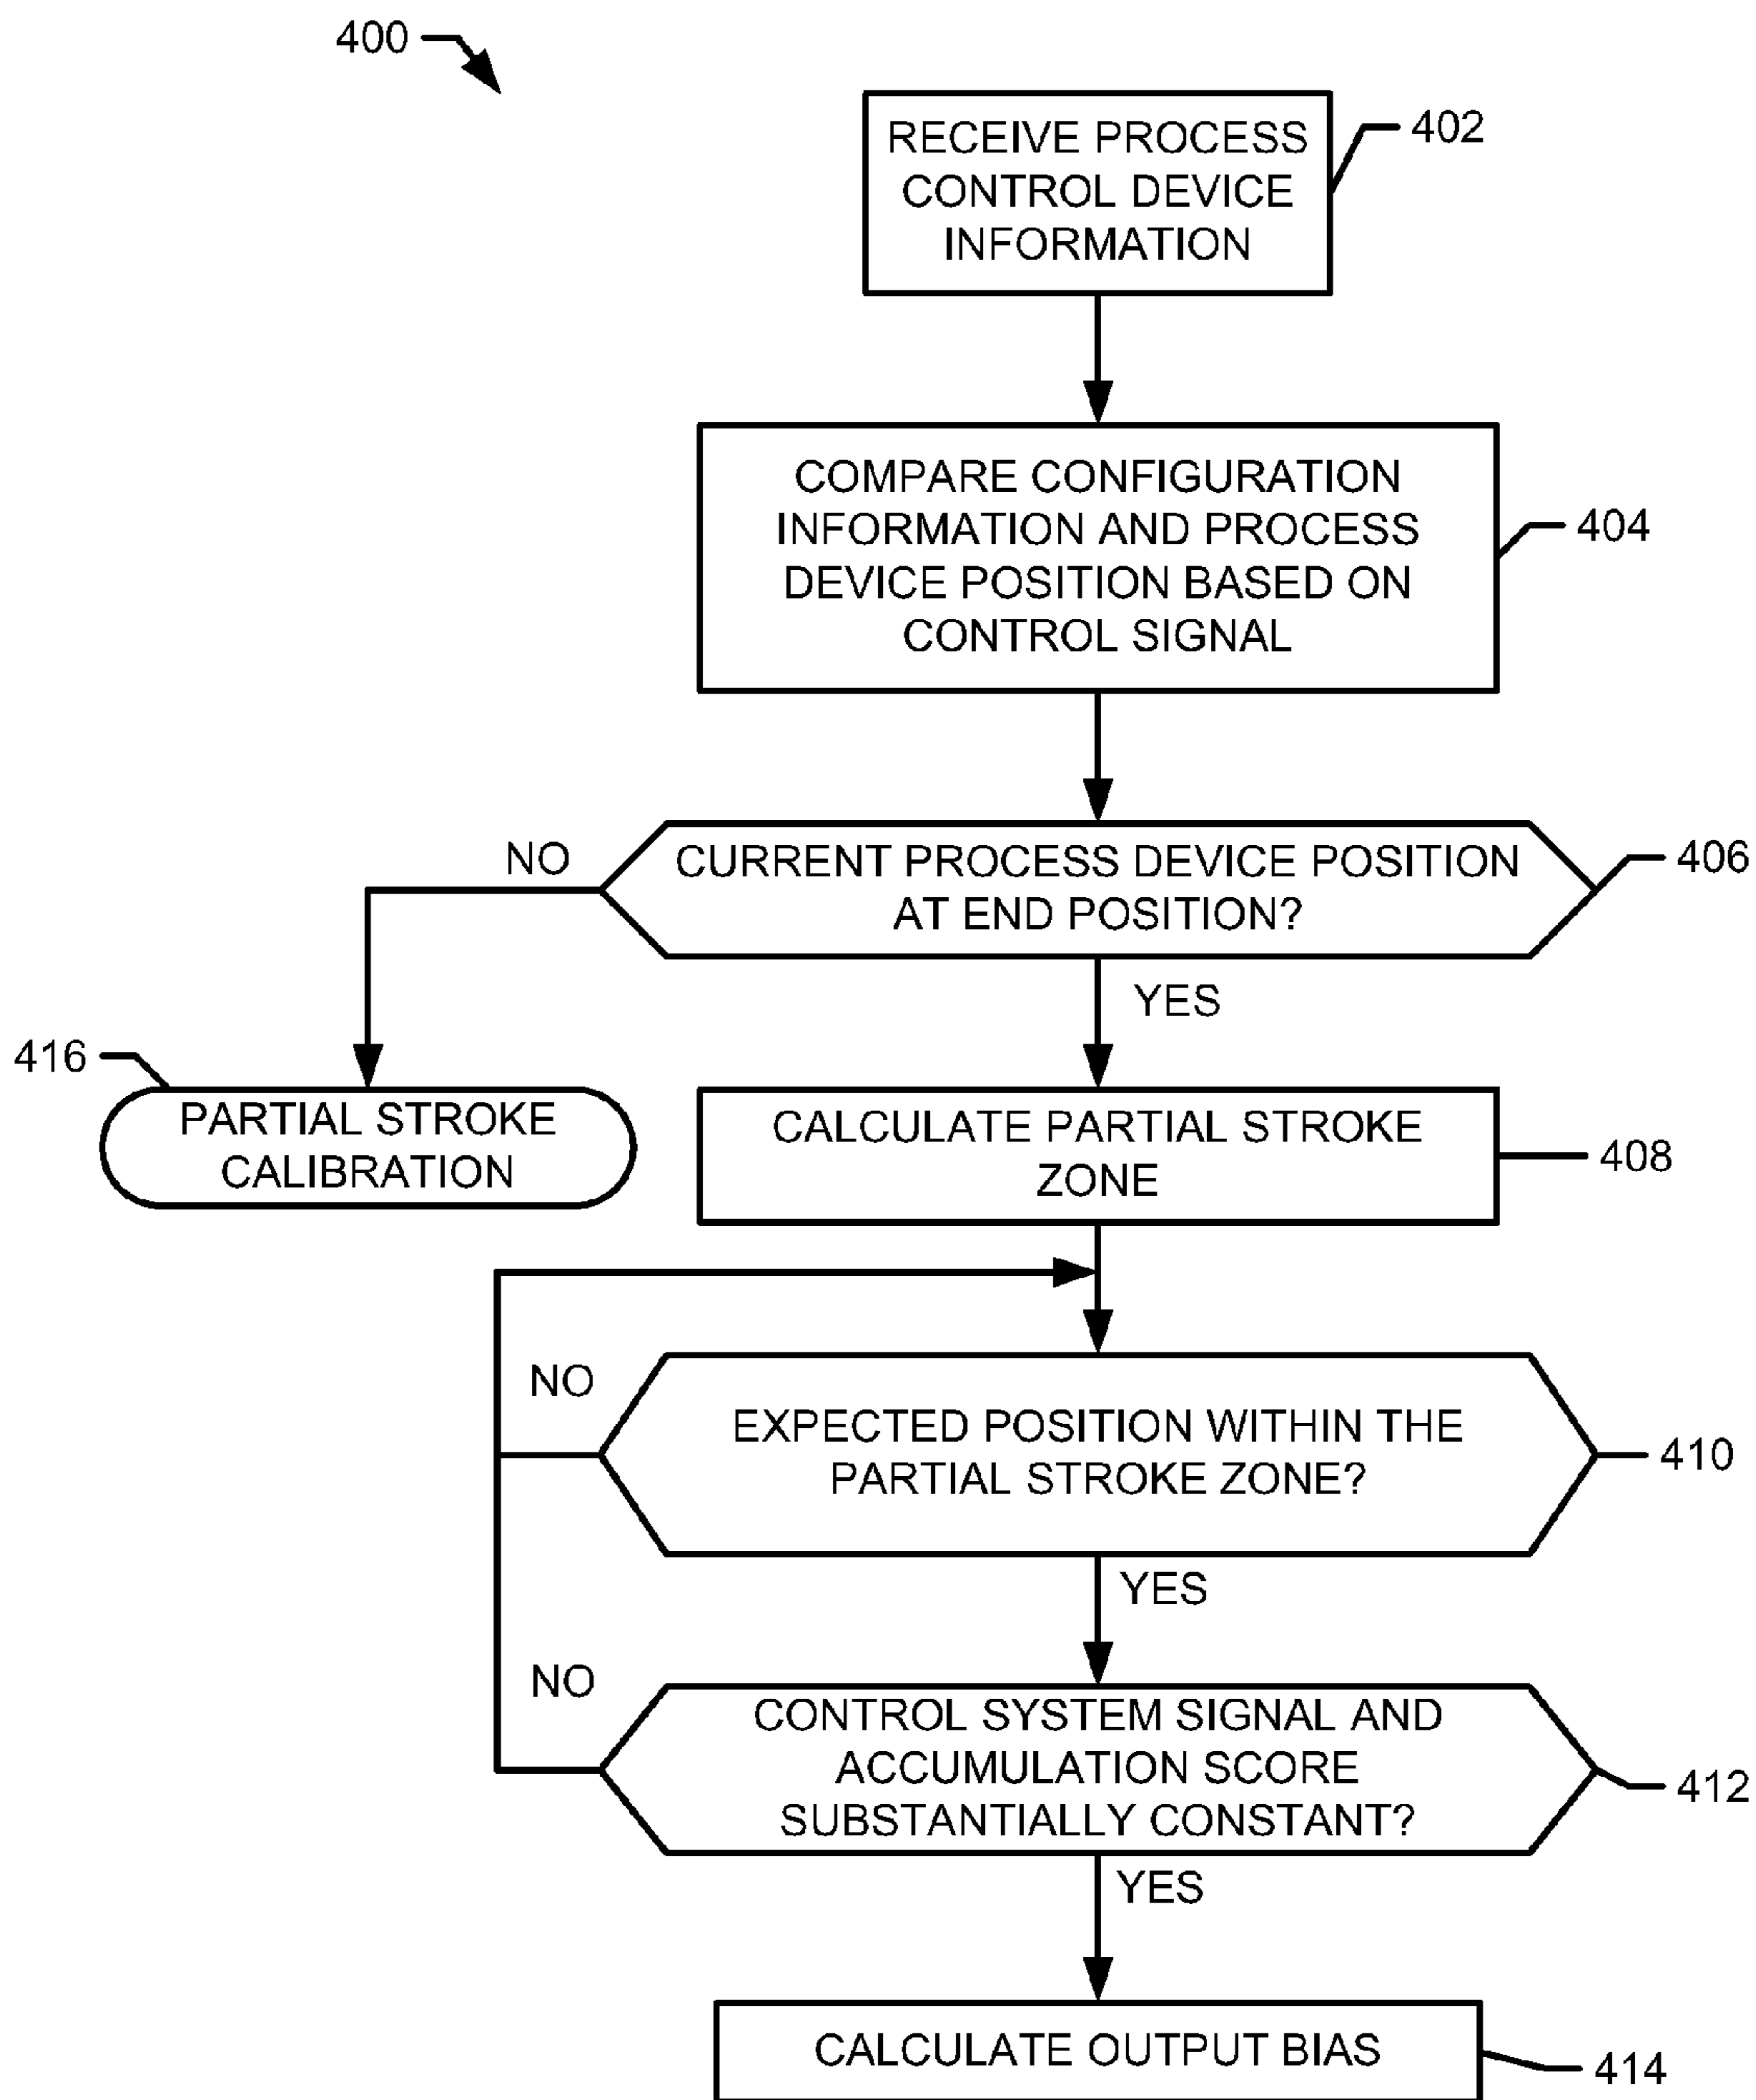 400
RECEIVE PROCESS
CONTROL DEVICE
INFORMATION
402
COMPARE CONFIGURATION
INFORMATION AND PROCESS
DEVICE POSITION BASED ON
CONTROL SIGNAL
404
NO
CURRENT PROCESS DEVICE POSITION
AT END POSITION?
406
YES
416
PARTIAL STROKE
CALIBRATION
CALCULATE PARTIAL STROKE
ZONE
408
NO
EXPECTED POSITION WITHIN THE
PARTIAL STROKE ZONE?
410
YES
NO
CONTROL SYSTEM SIGNAL AND
ACCUMULATION SCORE
SUBSTANTIALLY CONSTANT?
412
YES
CALCULATE OUTPUT BIAS
414